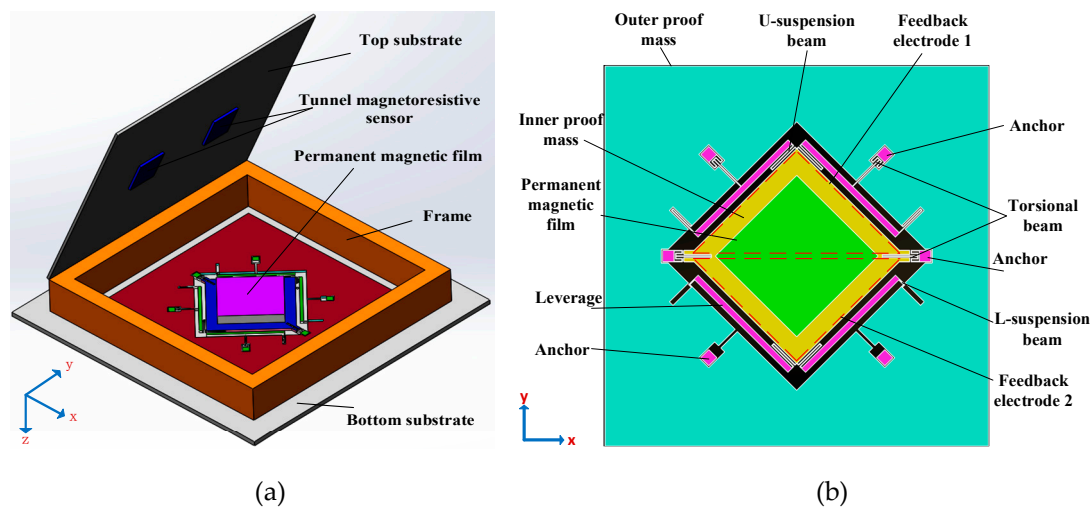 Top substrate
Tunnel magnetoresistive
sensor
Permanent magnetic film
Frame
Bottom substrate
y
x
z
(a)
Outer proof
mass
U-suspension
beam
Feedback
electrode 1
Inner proof
mass
Anchor
Permanent
magnetic
film
Torsional
beam
Anchor
Leverage
L-suspension
beam
Anchor
Feedback
electrode 2
y
x
(b)